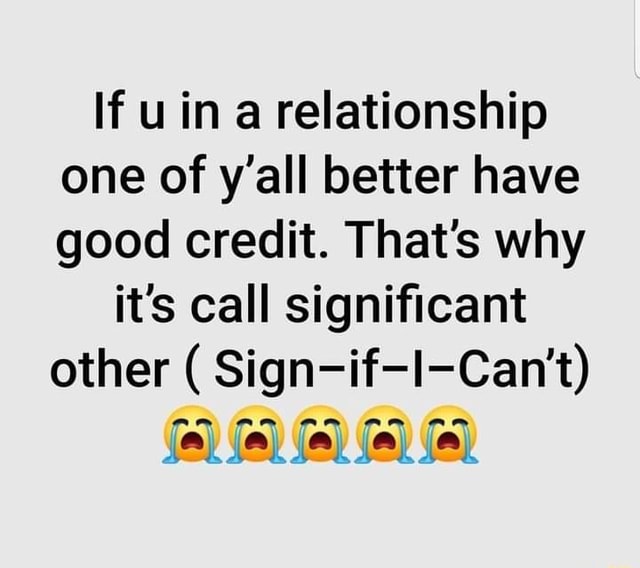 If u in a relationship
one of y'all better have
good credit. That's why
it's call significant
other ( Sign–if–I–Can't)
😭😭😭😭😭